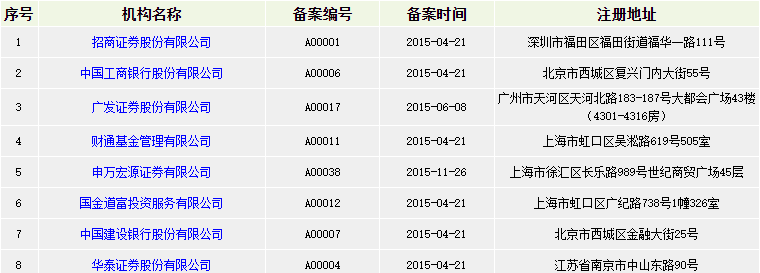 序号 机构名称 备案编号 备案时间 注册地址
1 招商证券股份有限公司 A00001 2015-04-21 深圳市福田区福田街道福华一路111号
2 中国工商银行股份有限公司 A00006 2015-04-21 北京市西城区复兴门内大街55号
3 广发证券股份有限公司 A00017 2015-06-08 广州市天河区天河北路183-187号大都会广场43楼
（4301-4316房）
4 财通基金管理有限公司 A00011 2015-04-21 上海市虹口区吴淞路619号505室
5 申万宏源证券有限公司 A00038 2015-11-26 上海市徐汇区长乐路989号世纪商贸广场45层
6 国金道富投资服务有限公司 A00012 2015-04-21 上海市虹口区广纪路738号1幢326室
7 中国建设银行股份有限公司 A00007 2015-04-21 北京市西城区金融大街25号
8 华泰证券股份有限公司 A00004 2015-04-21 江苏省南京市中山东路90号